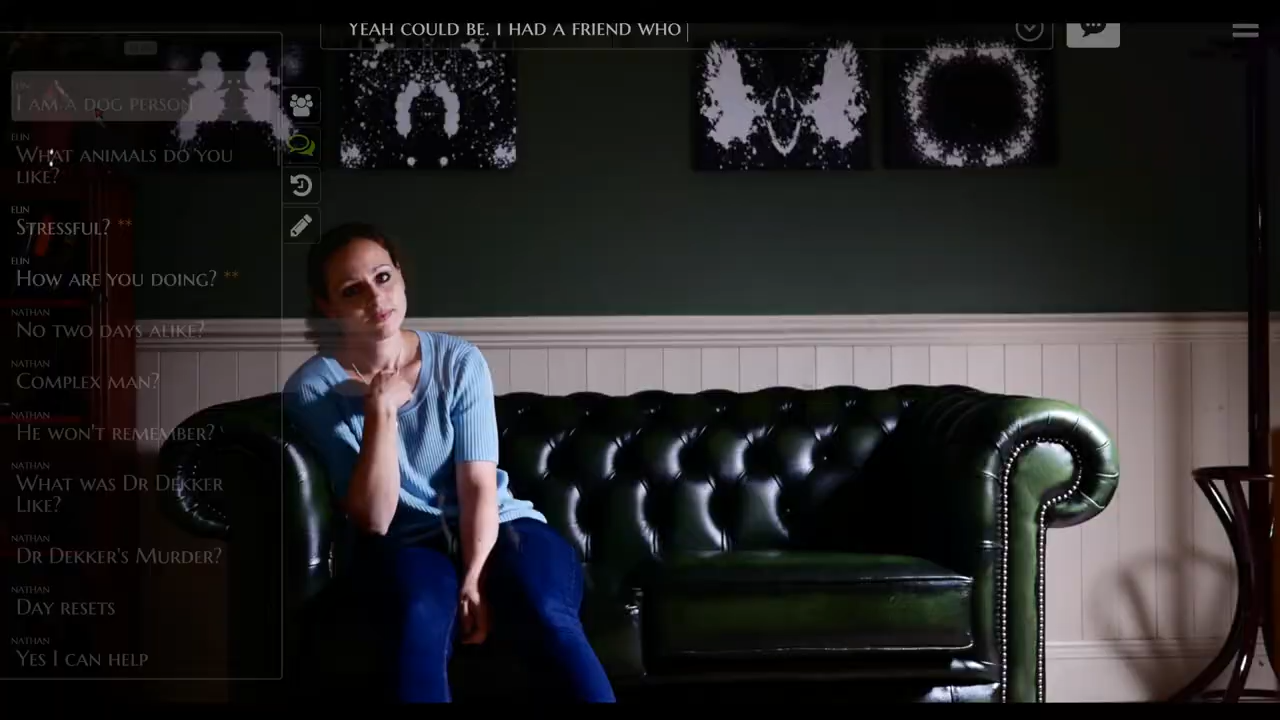 YEAH COULD BE. I HAD A FRIEND WHO
ELIN
I AM A DOG PERSON
ELIN
WHAT ANIMALS DO YOU
LIKE?
ELIN
STRESSFUL? **
ELIN
HOW ARE YOU DOING? **
NATHAN
NO TWO DAYS ALIKE?
NATHAN
COMPLEX MAN?
NATHAN
HE WON'T REMEMBER?
NATHAN
WHAT WAS DR DEKKER
LIKE?
NATHAN
DR DEKKER'S MURDER?
NATHAN
DAY RESETS
NATHAN
YES I CAN HELP